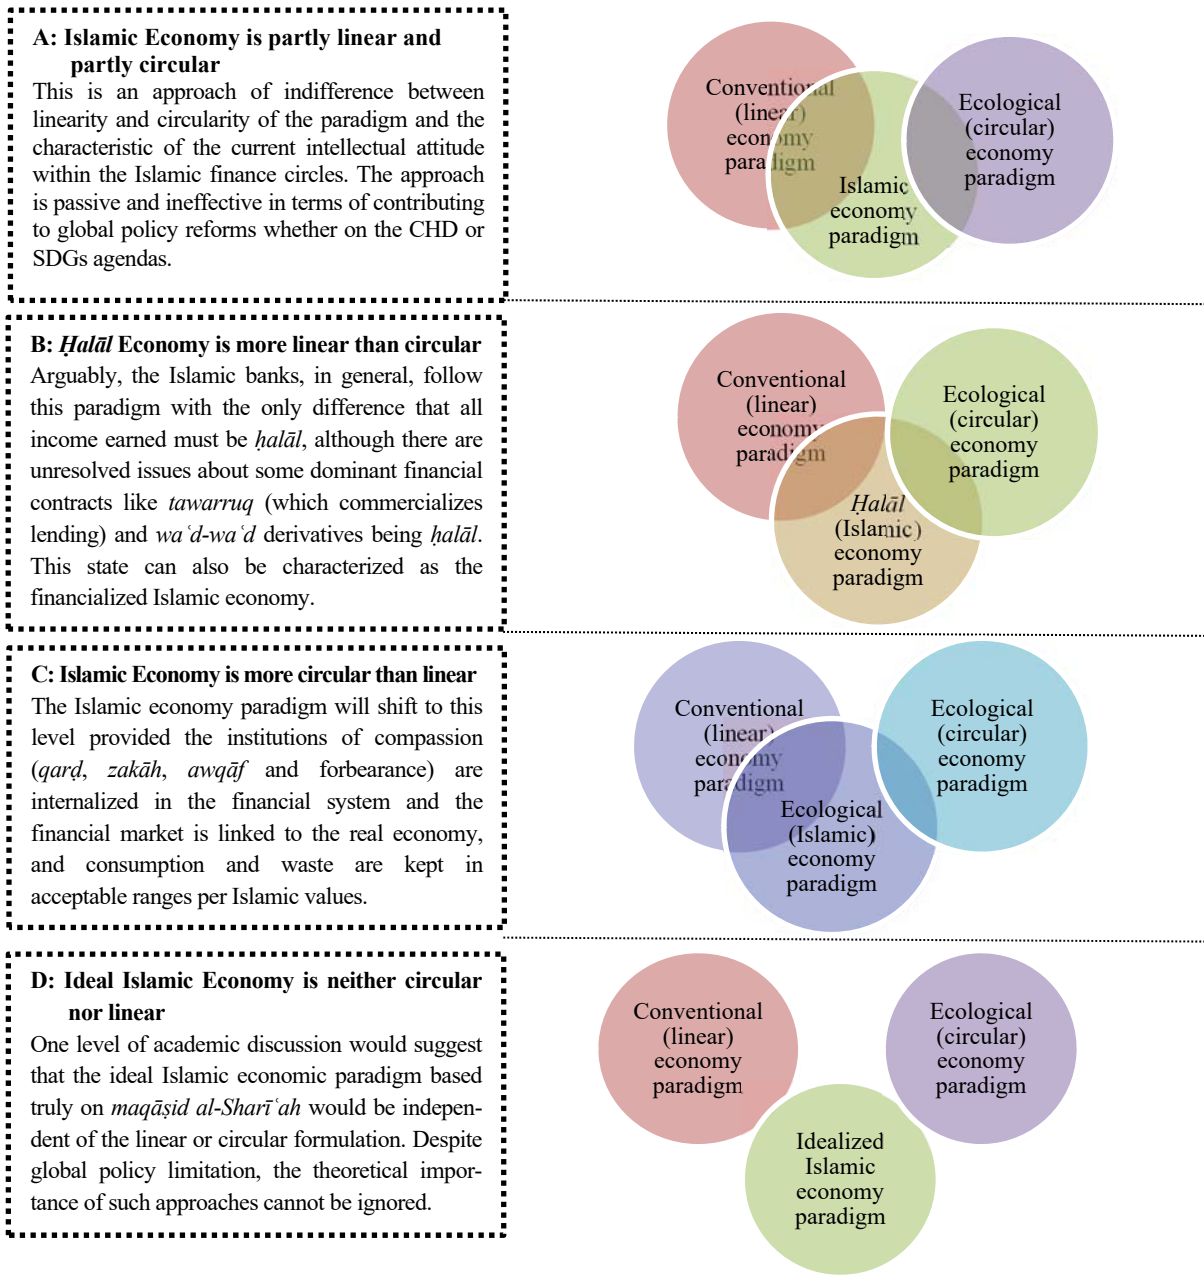 A: Islamic Economy is partly linear and
partly circular
This is an approach of indifference between
linearity and circularity of the paradigm and the
characteristic of the current intellectual attitude
within the Islamic finance circles. The approach
is passive and ineffective in terms of contributing
to global policy reforms whether on the CHD or
SDGs agendas.
Conventional
(linear)
economy
paradigm
Islamic
economy
paradigm
Ecological
(circular)
economy
paradigm
B: Ḥalāl Economy is more linear than circular
Arguably, the Islamic banks, in general, follow
this paradigm with the only difference that all
income earned must be ḥalāl, although there are
unresolved issues about some dominant financial
contracts like tawarruq (which commercializes
lending) and waʿd-waʿd derivatives being ḥalāl.
This state can also be characterized as the
financialized Islamic economy.
Conventional
(linear)
economy
paradigm
Ḥalāl
(Islamic)
economy
paradigm
Ecological
(circular)
economy
paradigm
C: Islamic Economy is more circular than linear
The Islamic economy paradigm will shift to this
level provided the institutions of compassion
(qarḍ, zakāh, awqāf and forbearance) are
internalized in the financial system and the
financial market is linked to the real economy,
and consumption and waste are kept in
acceptable ranges per Islamic values.
Conventional
(linear)
economy
paradigm
Ecological
(Islamic)
economy
paradigm
Ecological
(circular)
economy
paradigm
D: Ideal Islamic Economy is neither circular
nor linear
One level of academic discussion would suggest
that the ideal Islamic economic paradigm based
truly on maqāṣid al-Sharīʿah would be indepen-
dent of the linear or circular formulation. Despite
global policy limitation, the theoretical impor-
tance of such approaches cannot be ignored.
Conventional
(linear)
economy
paradigm
Idealized
Islamic
economy
paradigm
Ecological
(circular)
economy
paradigm